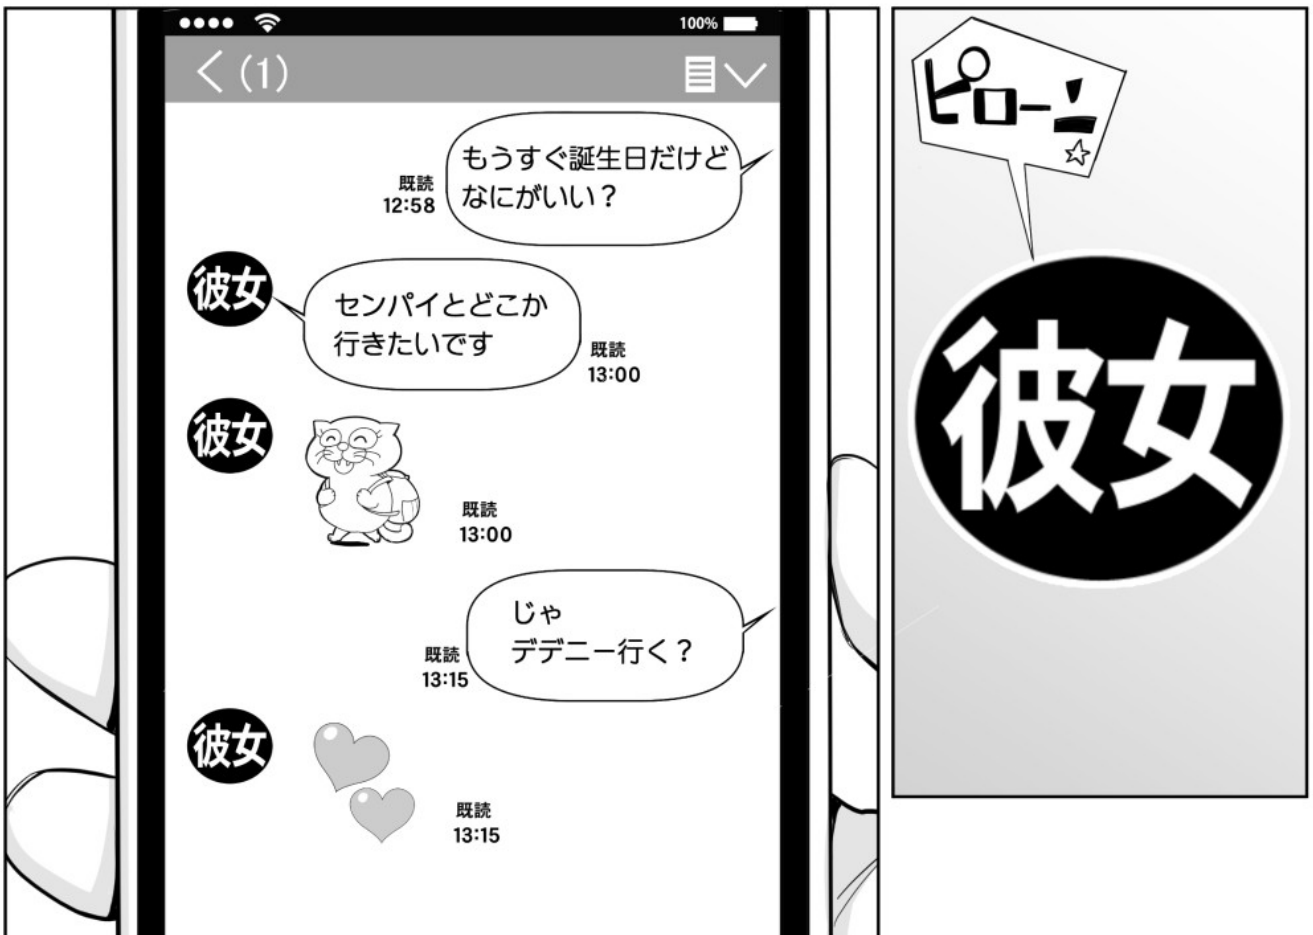 ピローン☆
彼女
100%
(1)
もうすぐ誕生日だけど
なにがいい？
既読
12:58
彼女
センパイとどこか
行きたいです
既読
13:00
彼女
既読
13:00
じゃ
デデニー行く？
既読
13:15
彼女
既読
13:15